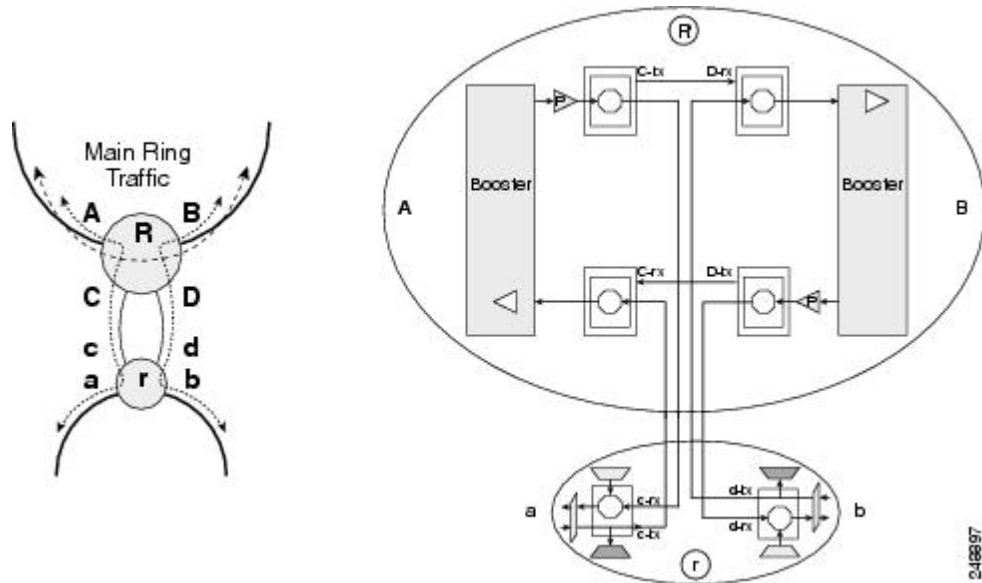 Main Ring
Traffic
A
B
R
C
D
c
d
a
r
b
R
C-tx
D-rx
P
Booster
Booster
A
B
C-rx
D-tx
P
a
c-rx
c-tx
d-tx
d-rx
b
r
248897